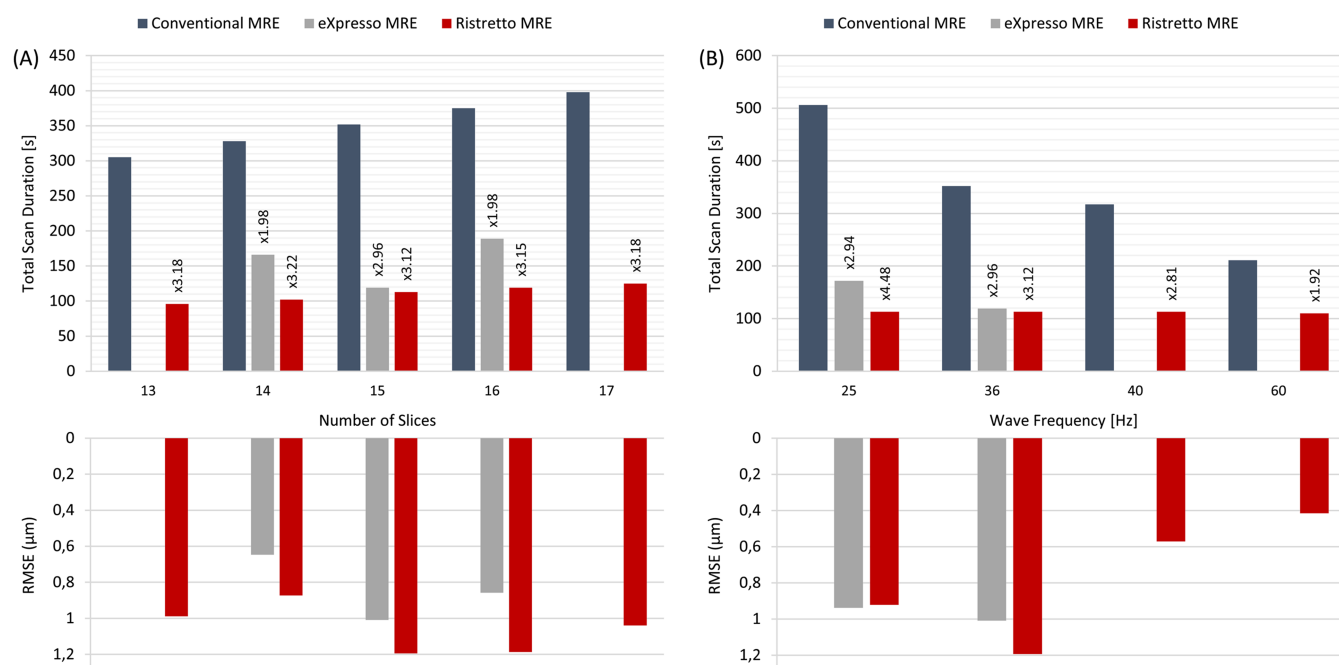 Conventional MRE eXpresso MRE Ristretto MRE
(A)
450
400
350
300
250
200
150
100
50
0
Total Scan Duration [s]
x3.18
x1.98
x3.22
x2.96
x3.12
x1.98
x3.15
x3.18
13 14 15 16 17
Number of Slices
0
0,2
0,4
0,6
0,8
1
1,2
RMSE (µm)
Conventional MRE eXpresso MRE Ristretto MRE
(B)
600
500
400
300
200
100
0
Total Scan Duration [s]
x2.94
x4.48
x2.96
x3.12
x2.81
x1.92
25 36 40 60
Wave Frequency [Hz]
0
0,2
0,4
0,6
0,8
1
1,2
RMSE (µm)